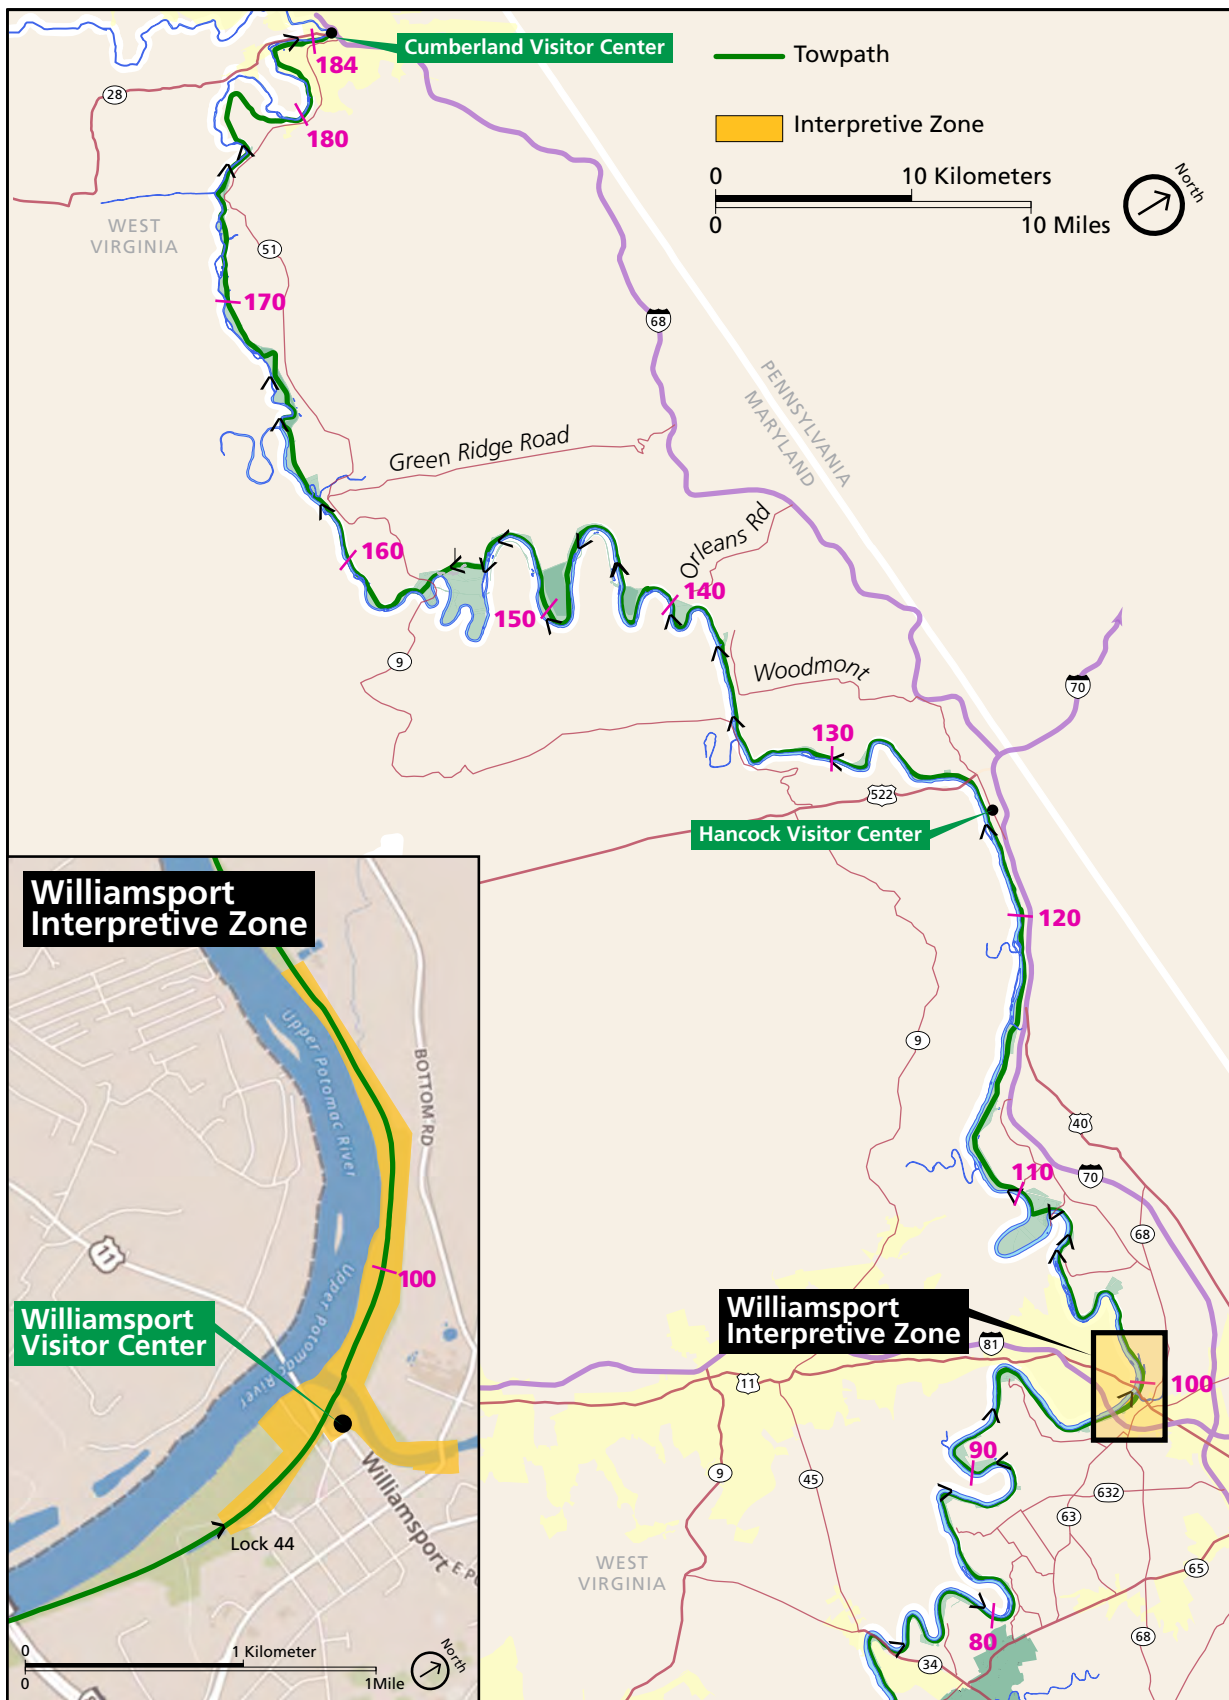 Cumberland Visitor Center
Towpath
Interpretive Zone
0
10 Kilometers
0
10 Miles
North
184
28
180
WEST
VIRGINIA
51
170
68
PENNSYLVANIA
MARYLAND
Green Ridge Road
Orleans Rd
160
140
150
9
Woodmont
70
130
522
Hancock Visitor Center
120
9
40
110
70
68
Williamsport
Interpretive Zone
81
11
100
90
9
45
632
63
WEST
VIRGINIA
65
80
68
34
Williamsport
Interpretive Zone
Upper Potomac River
BOTTOM RD
11
100
Upper Potomac River
Williamsport
Visitor Center
Williamsport
Lock 44
E PO
0
1 Kilometer
0
1Mile
North